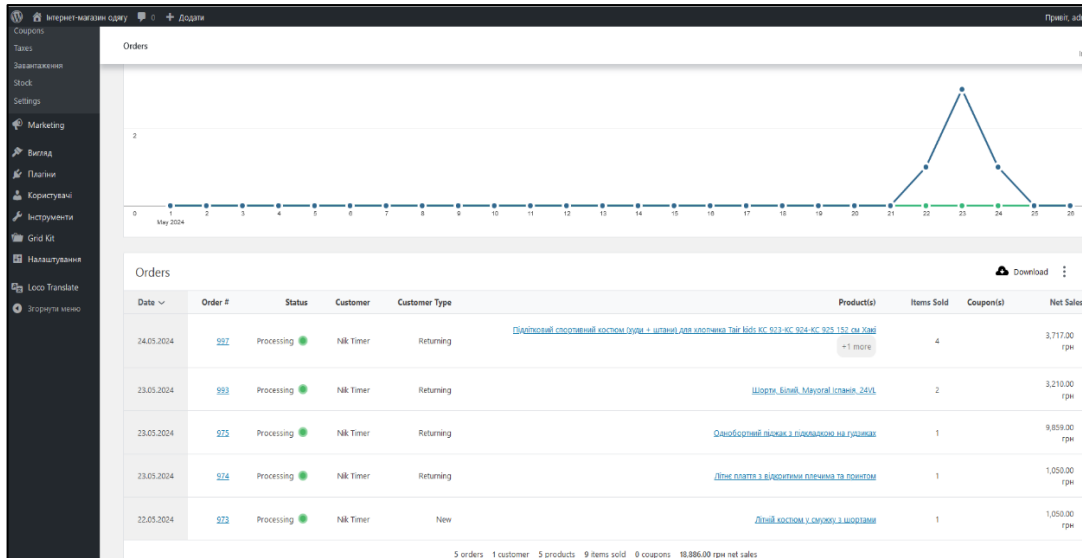 Інтернет-магазин одягу 0 + Додати
Привіт, ad
Coupons
Taxes
Завантаження
Stock
Settings
Marketing
Вигляд
Плагіни
Користувачі
Інструменти
Grid Kit
Налаштування
Loco Translate
Згорнути меню
Orders
2
0
1 2 3 4 5 6 7 8 9 10 11 12 13 14 15 16 17 18 19 20 21 22 23 24 25 26
May 2024
Orders
Download
Date Order # Status Customer Customer Type Product(s) Items Sold Coupon(s) Net Sales
24.05.2024 997 Processing Nik Timer Returning Підлітковий спортивний костюм (худи + штани) для хлопчика Tair kids КС 923-КС 924-КС 925 152 см Хакі 4 3,717.00
+1 more грн
23.05.2024 993 Processing Nik Timer Returning Шорти, Білий, Mayoral Іспанія, 24VL 2 3,210.00
грн
23.05.2024 975 Processing Nik Timer Returning Однобортний піджак з підкладкою на гудзиках 1 9,859.00
грн
23.05.2024 974 Processing Nik Timer Returning Літнє плаття з відкритими плечима та принтом 1 1,050.00
грн
22.05.2024 973 Processing Nik Timer New Літній костюм у смужку з шортами 1 1,050.00
грн
5 orders 1 customer 5 products 9 items sold 0 coupons 18,886.00 грн net sales